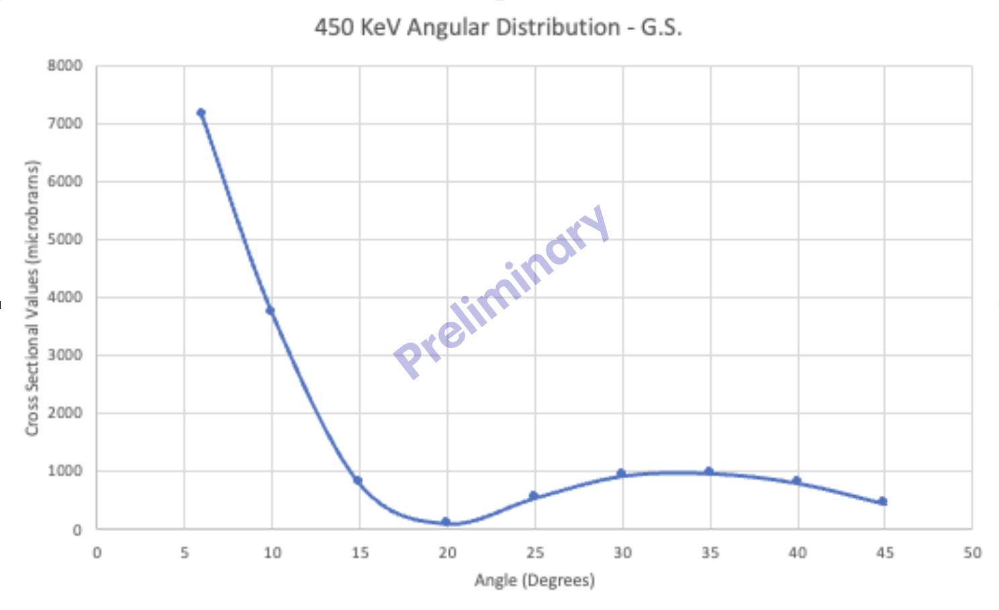 450 KeV Angular Distribution - G.S.
8000
7000
6000
5000
4000
3000
2000
1000
0
Cross Sectional Values (microbrarns)
Preliminary
0 5 10 15 20 25 30 35 40 45 50
Angle (Degrees)